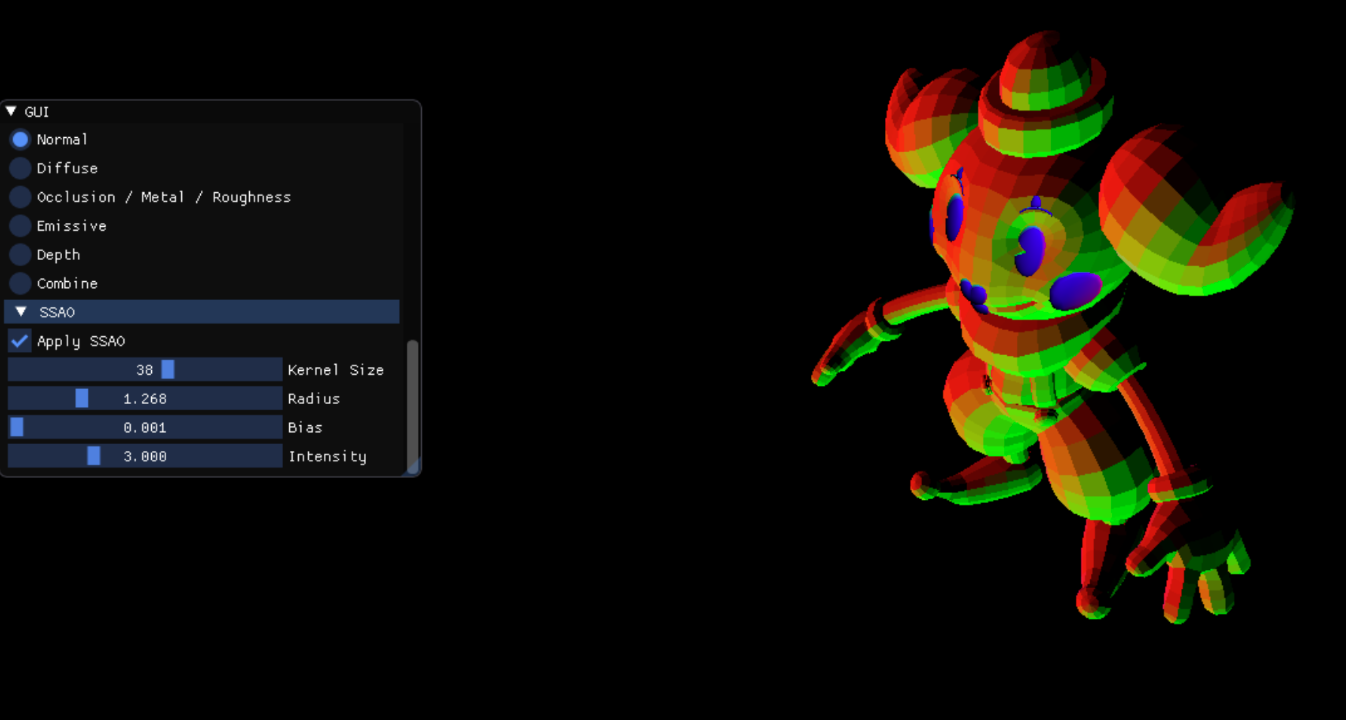 GUI
Normal
Diffuse
Occlusion / Metal / Roughness
Emissive
Depth
Combine
SSAO
Apply SSAO
38 Kernel Size
1.268 Radius
0.001 Bias
3.000 Intensity